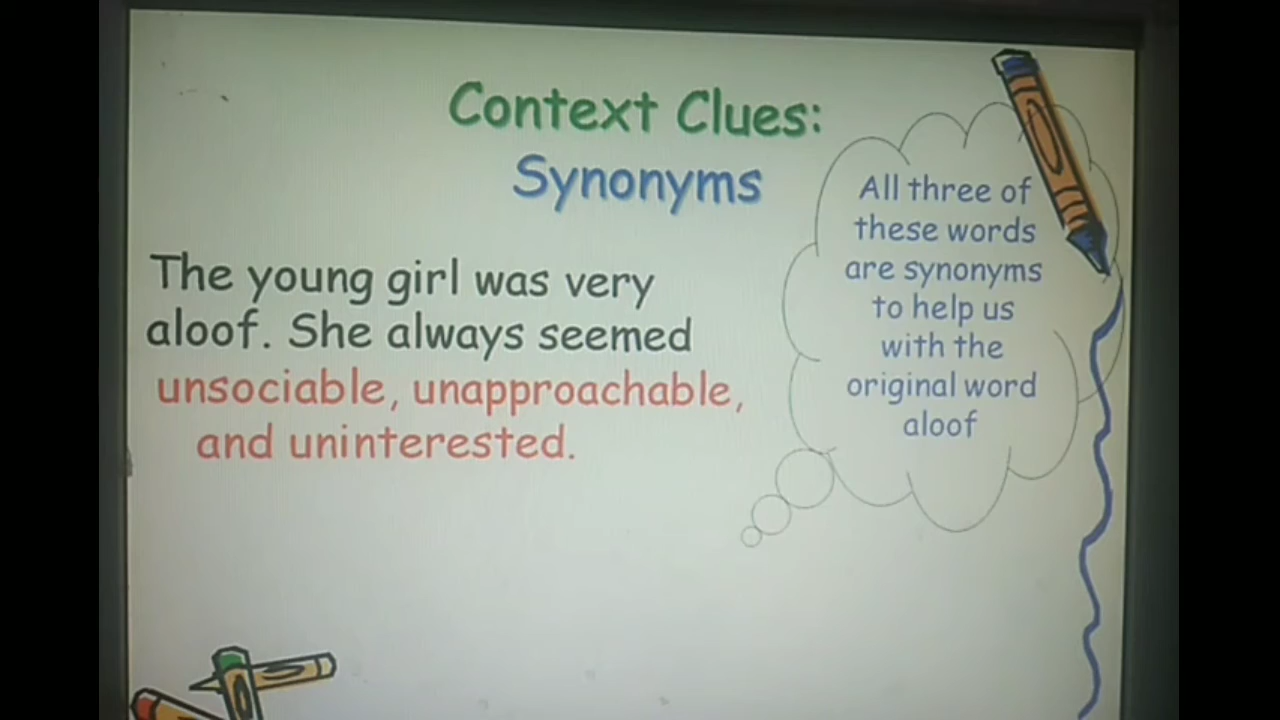 Context Clues:
Synonyms
The young girl was very
aloof. She always seemed
unsociable, unapproachable,
and uninterested.
All three of
these words
are synonyms
to help us
with the
original word
aloof